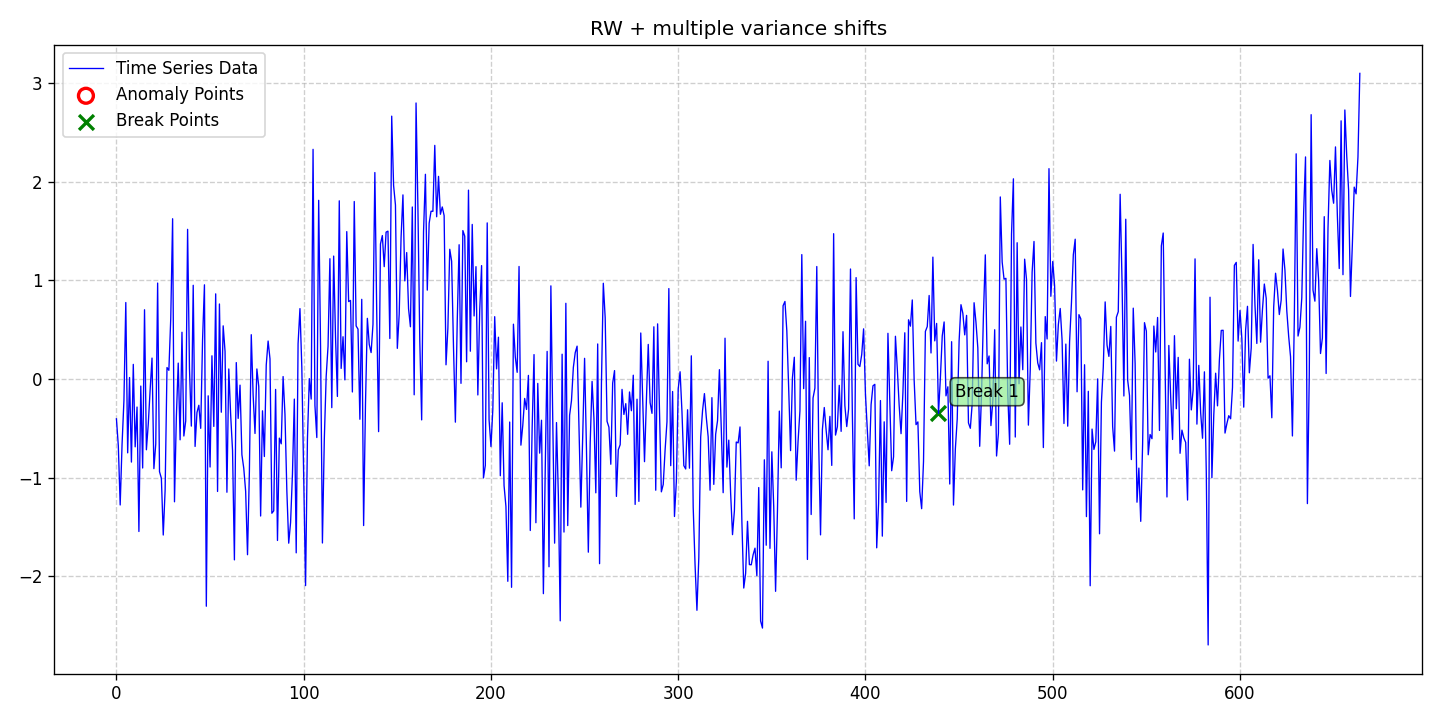 RW + multiple variance shifts
Time Series Data
Anomaly Points
Break Points
3
2
1
0
−1
−2
Break 1
0
100
200
300
400
500
600